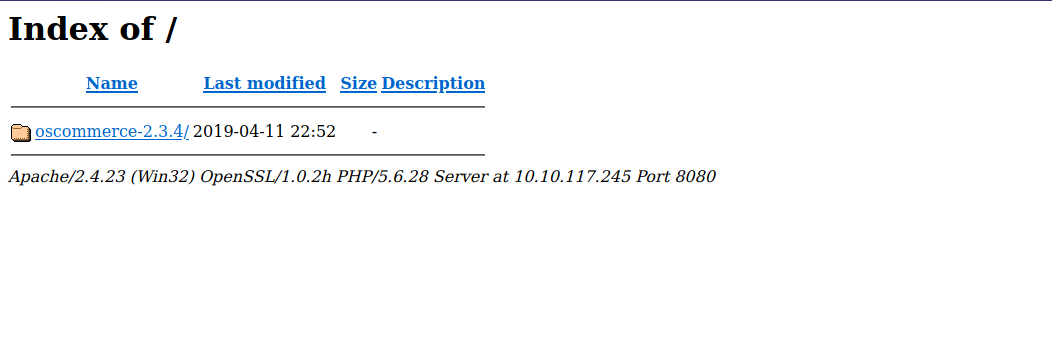 Index of /
Name Last modified Size Description
oscommerce-2.3.4/ 2019-04-11 22:52 -
Apache/2.4.23 (Win32) OpenSSL/1.0.2h PHP/5.6.28 Server at 10.10.117.245 Port 8080